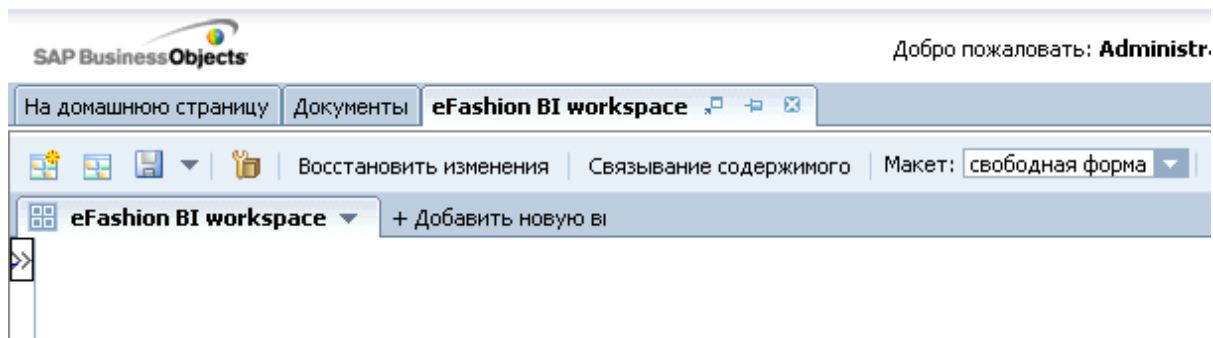 SAP BusinessObjects
Добро пожаловать: Administr
На домашнюю страницу Документы eFashion BI workspace
Восстановить изменения Связывание содержимого Макет: свободная форма
eFashion BI workspace + Добавить новую
>>